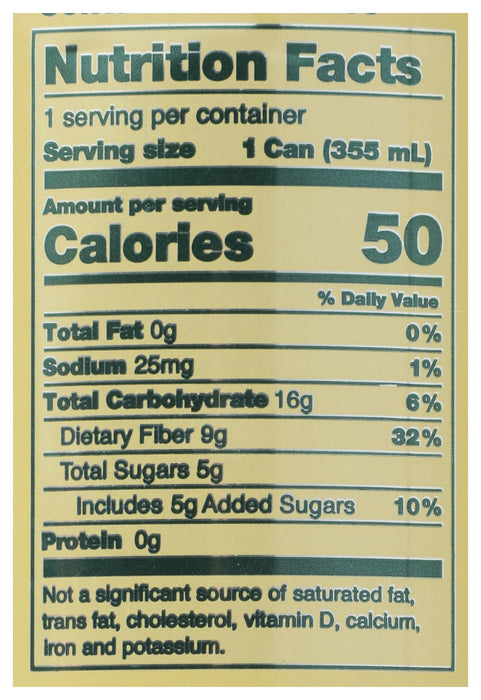 Nutrition Facts
1 serving per container
Serving size 1 Can (355 mL)
Amount per serving
Calories 50
% Daily Value
Total Fat 0g 0%
Sodium 25mg 1%
Total Carbohydrate 16g 6%
Dietary Fiber 9g 32%
Total Sugars 5g
Includes 5g Added Sugars 10%
Protein 0g
Not a significant source of saturated fat,
trans fat, cholesterol, vitamin D, calcium,
iron and potassium.